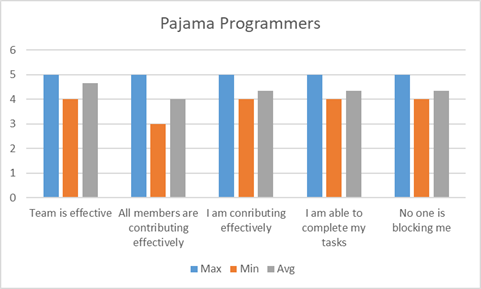 Pajama Programmers
6
5
4
3
2
1
0
Team is effective
All members are
contributing
effectively
I am conributing
effectively
I am able to
complete my
tasks
No one is
blocking me
Max Min Avg